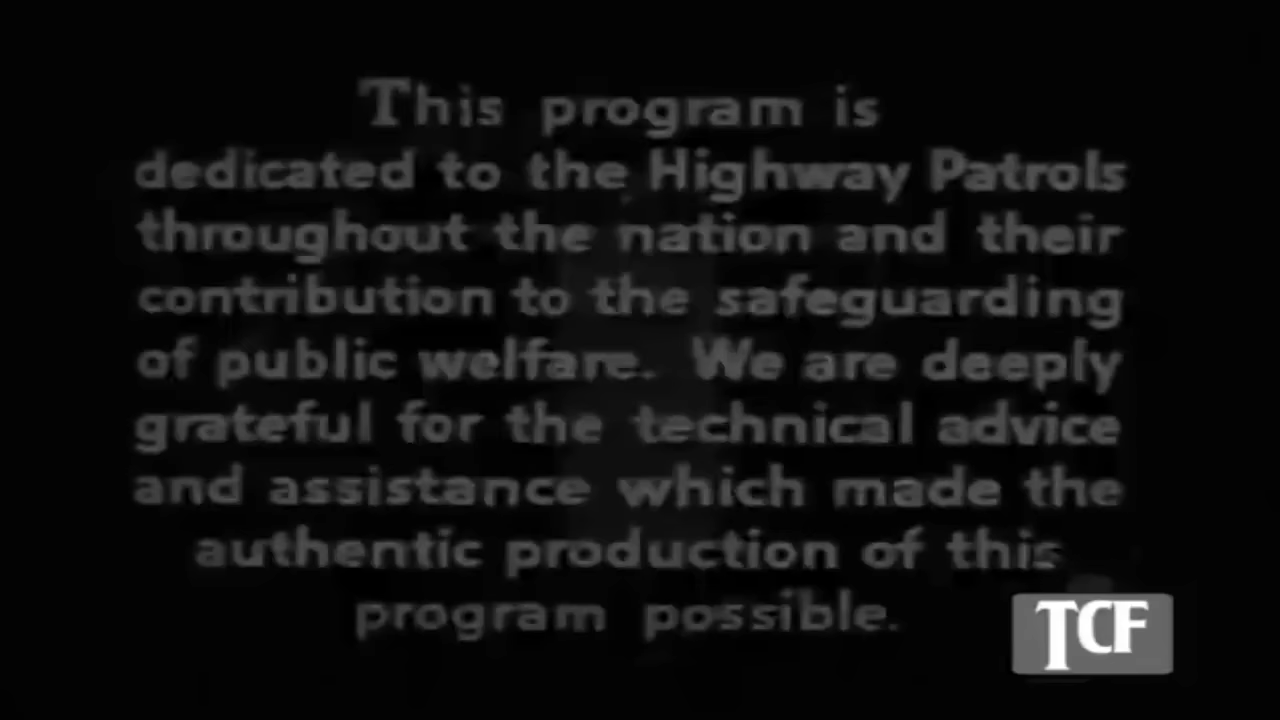 This program is
dedicated to the Highway Patrols
throughout the nation and their
contribution to the safeguarding
of public welfare. We are deeply
grateful for the technical advice
and assistance which made the
authentic production of this
program possible.
TCF